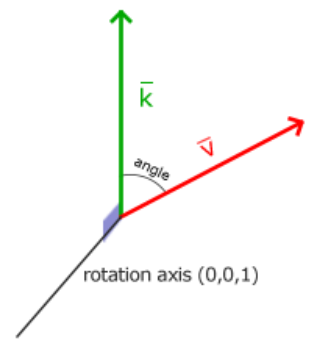 k̅
v̅
angle
rotation axis (0,0,1)